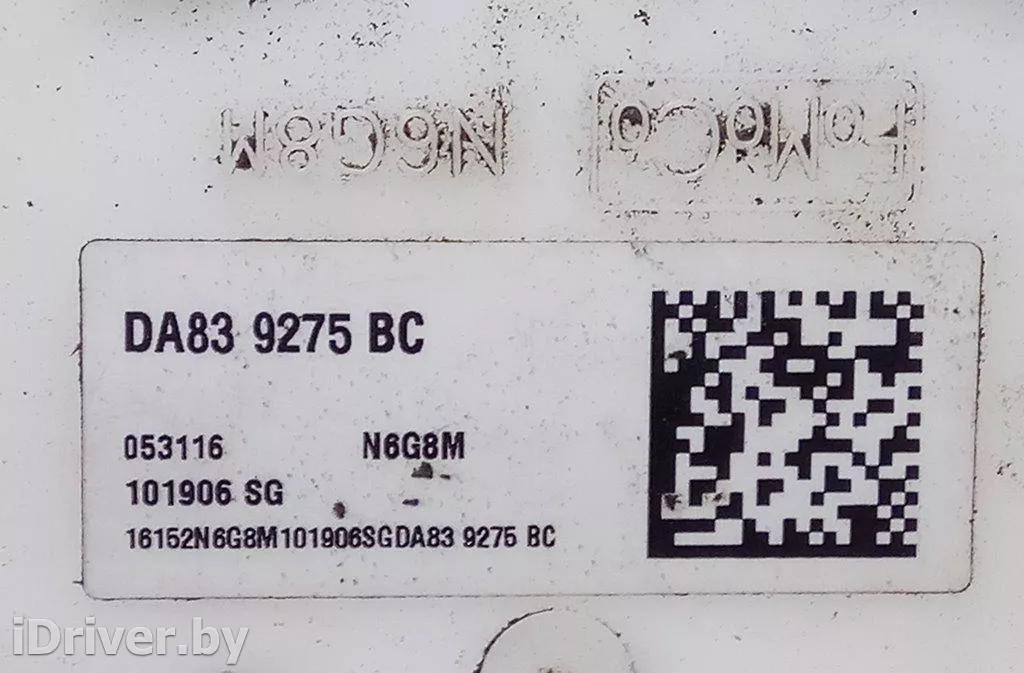 N6G8M FoMoCo
DA83 9275 BC
053116 N6G8M
101906 SG
16152N6G8M101906SGDA83 9275 BC
iDriver.by